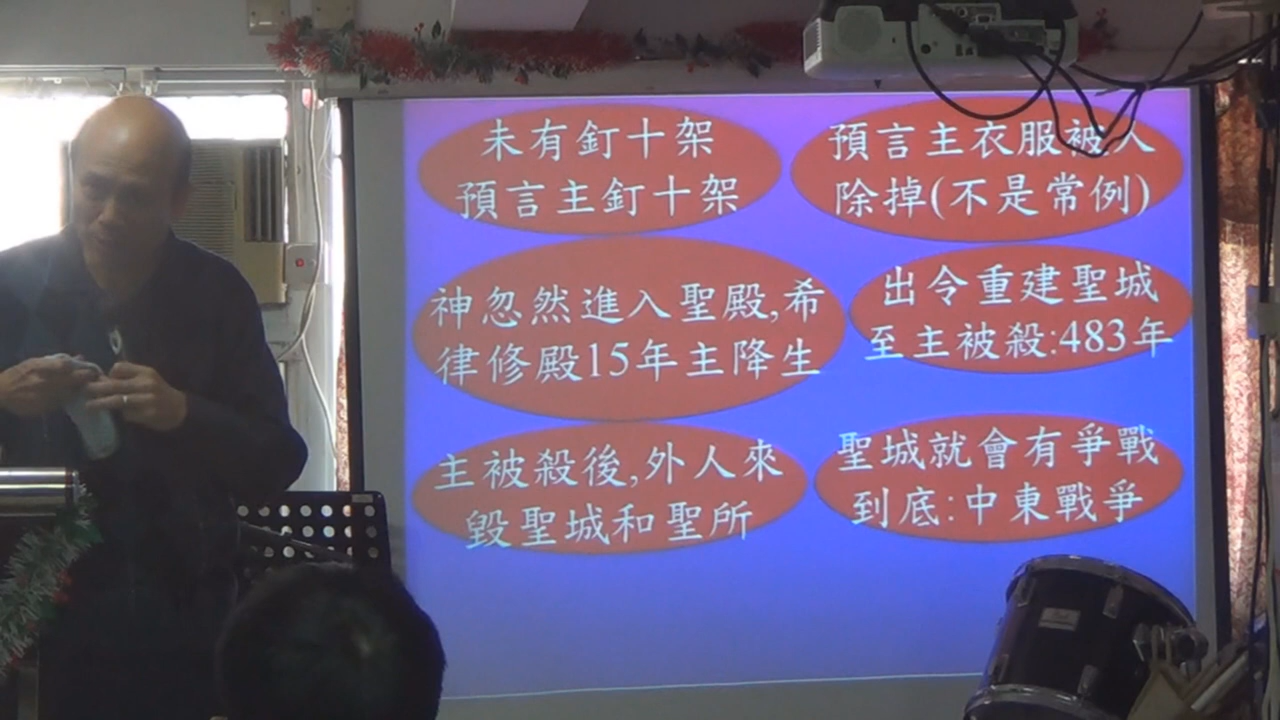 未有釘十架
預言主釘十架
預言主衣服被人
除掉(不是常例)
神忽然進入聖殿,希
律修殿15年主降生
出令重建聖城
至主被殺:483年
主被殺後,外人來
毀聖城和聖所
聖城就會有爭戰
到底:中東戰爭